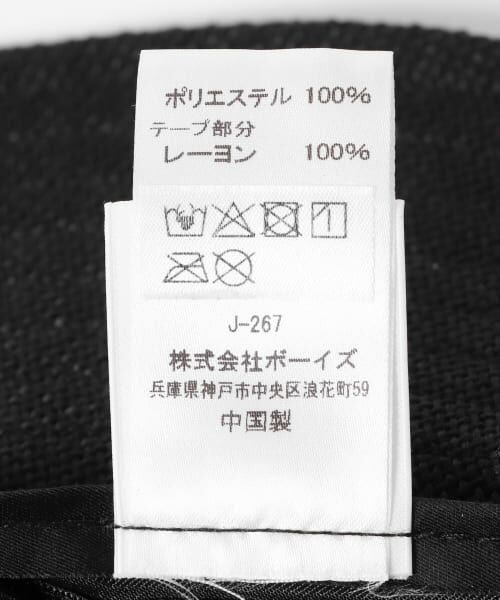 ポリエステル 100%
テープ部分
レーヨン 100%
J-267
株式会社ボーイズ
兵庫県神戸市中央区浪花町59
中国製